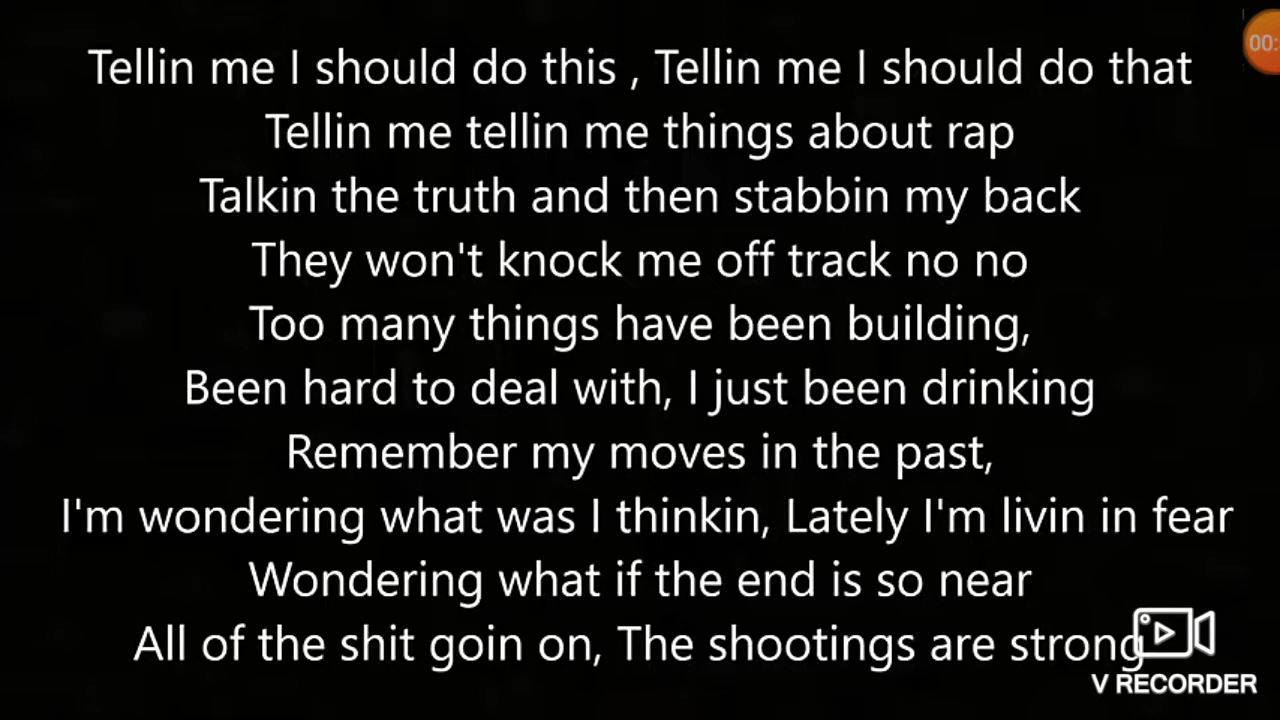 Tellin me I should do this , Tellin me I should do that
Tellin me tellin me things about rap
Talkin the truth and then stabbin my back
They won't knock me off track no no
Too many things have been building,
Been hard to deal with, I just been drinking
Remember my moves in the past,
I'm wondering what was I thinkin, Lately I'm livin in fear
Wondering what if the end is so near
All of the shit goin on, The shootings are strong
V RECORDER
00: